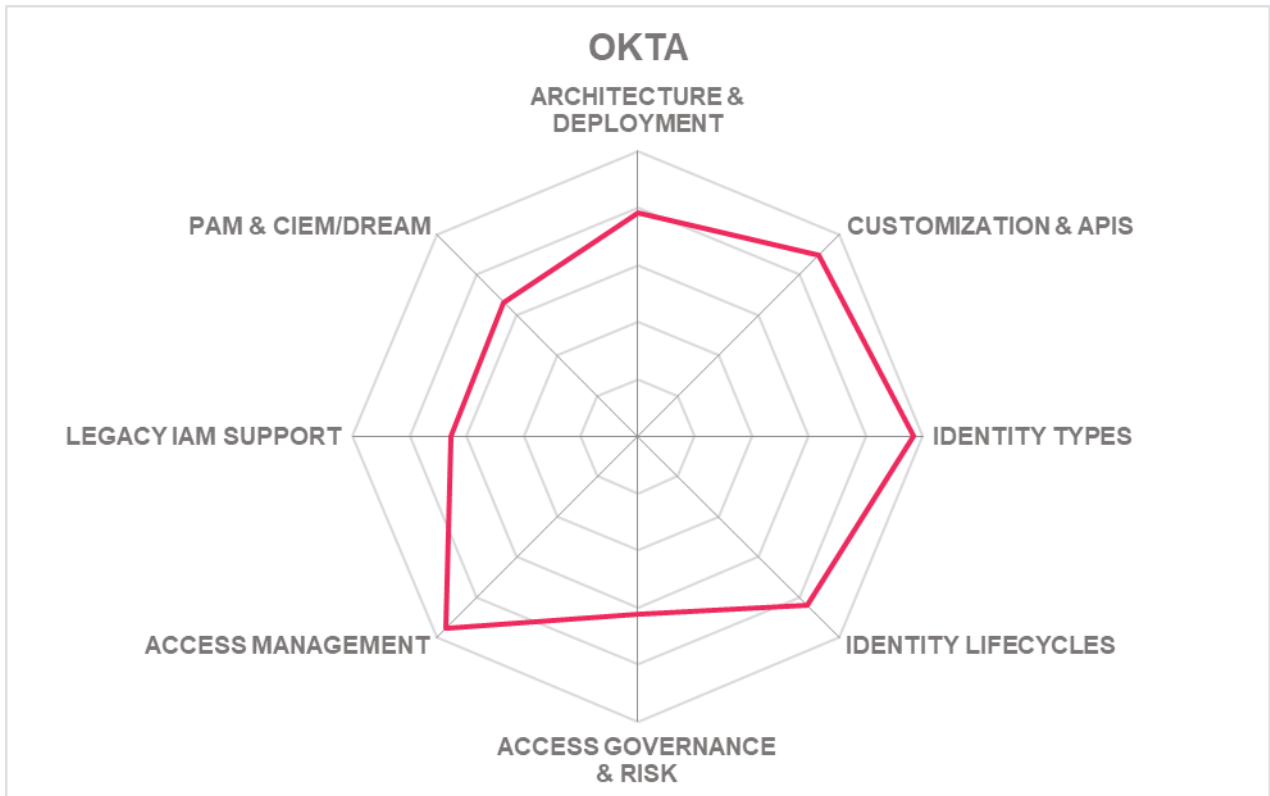 OKTA
ARCHITECTURE &
DEPLOYMENT
PAM & CIEM/DREAM
CUSTOMIZATION & APIS
LEGACY IAM SUPPORT
IDENTITY TYPES
ACCESS MANAGEMENT
IDENTITY LIFECYCLES
ACCESS GOVERNANCE
& RISK